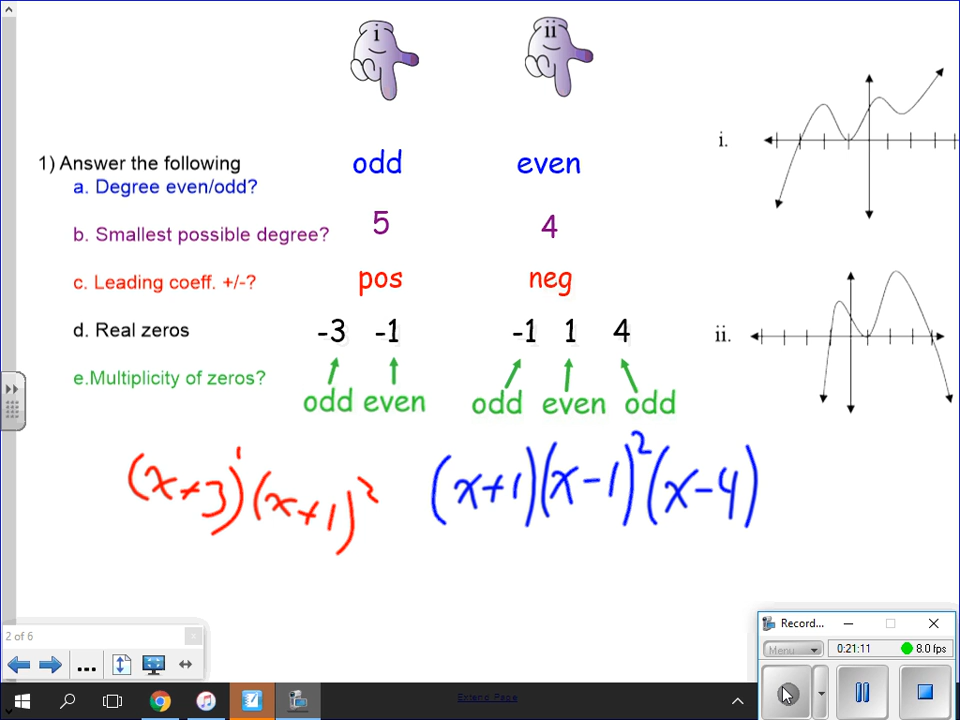 i ii
1) Answer the following odd even
a. Degree even/odd?
b. Smallest possible degree? 5 4
c. Leading coeff. +/-? pos neg
d. Real zeros -3 -1 -1 1 4
e.Multiplicity of zeros? odd even odd even odd
(x+3)¹(x+1)² (x+1)(x-1)²(x-4)
i.
ii.
2 of 6
...
Record...
Menu 0:21:11 8.0 fps
Extend Page